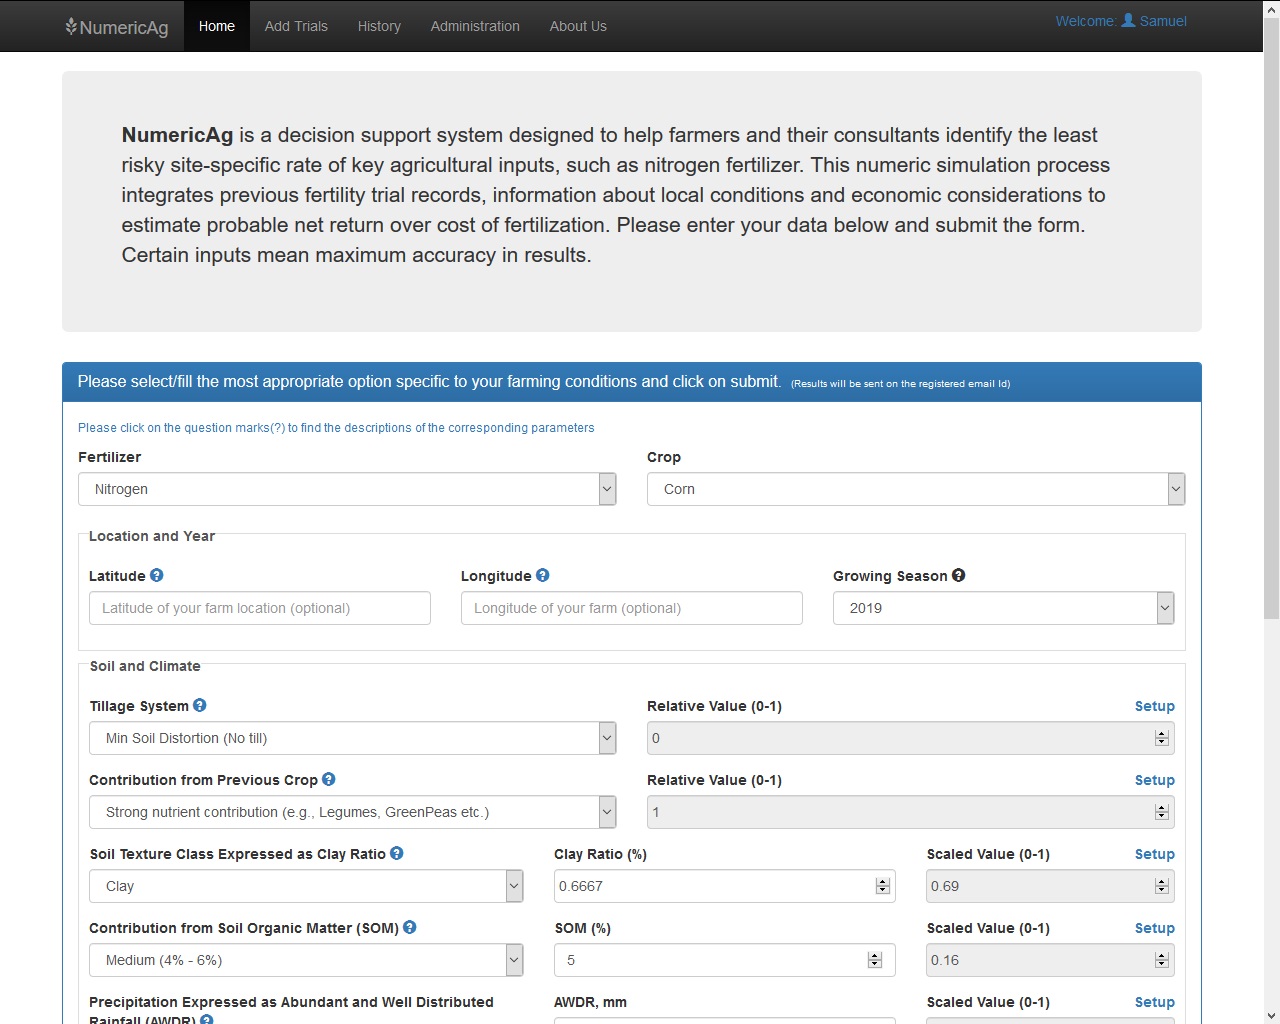 NumericAg Home Add Trials History Administration About Us Welcome: Samuel
NumericAg is a decision support system designed to help farmers and their consultants identify the least
risky site-specific rate of key agricultural inputs, such as nitrogen fertilizer. This numeric simulation process
integrates previous fertility trial records, information about local conditions and economic considerations to
estimate probable net return over cost of fertilization. Please enter your data below and submit the form.
Certain inputs mean maximum accuracy in results.
Please select/fill the most appropriate option specific to your farming conditions and click on submit. (Results will be sent on the registered email Id)
Please click on the question marks(?) to find the descriptions of the corresponding parameters
Fertilizer Crop
Nitrogen Corn
Location and Year
Latitude ? Longitude ? Growing Season ?
Latitude of your farm location (optional) Longitude of your farm (optional) 2019
Soil and Climate
Tillage System ? Relative Value (0-1) Setup
Min Soil Distortion (No till) 0
Contribution from Previous Crop ? Relative Value (0-1) Setup
Strong nutrient contribution (e.g., Legumes, GreenPeas etc.) 1
Soil Texture Class Expressed as Clay Ratio ? Clay Ratio (%) Scaled Value (0-1) Setup
Clay 0.6667 0.69
Contribution from Soil Organic Matter (SOM) ? SOM (%) Scaled Value (0-1) Setup
Medium (4% - 6%) 5 0.16
Precipitation Expressed as Abundant and Well Distributed AWDR, mm Scaled Value (0-1) Setup
Rainfall (AWDR) ?